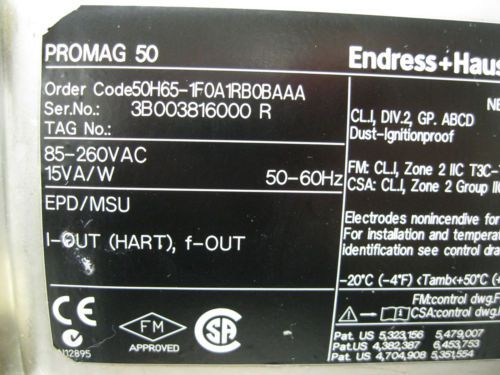 PROMAG 50
Endress+Haus
Order Code50H65-1F0A1RB0BAAA
Ser.No.: 3B003816000 R
TAG No.:
85-260VAC
15VA/W 50-60Hz
EPD/MSU
I-OUT (HART), f-OUT
NE
CL.I, DIV.2, GP. ABCD
Dust-Ignitionproof
FM: CL.I, Zone 2 IIC T3C-
CSA: CL.I, Zone 2 Group II
Electrodes nonincendive for
For installation and temperat
identification see control dra
-20°C (-4°F) <Tamb<+50°C (+
FM:control dwg.F
CSA:control dwg.F
CE
N12895
FM
APPROVED
SA
Pat. US 5,323,156 5,479,007
Pat. US 4,382,387 6,453,753
Pat. US 4,704,908 5,351,554